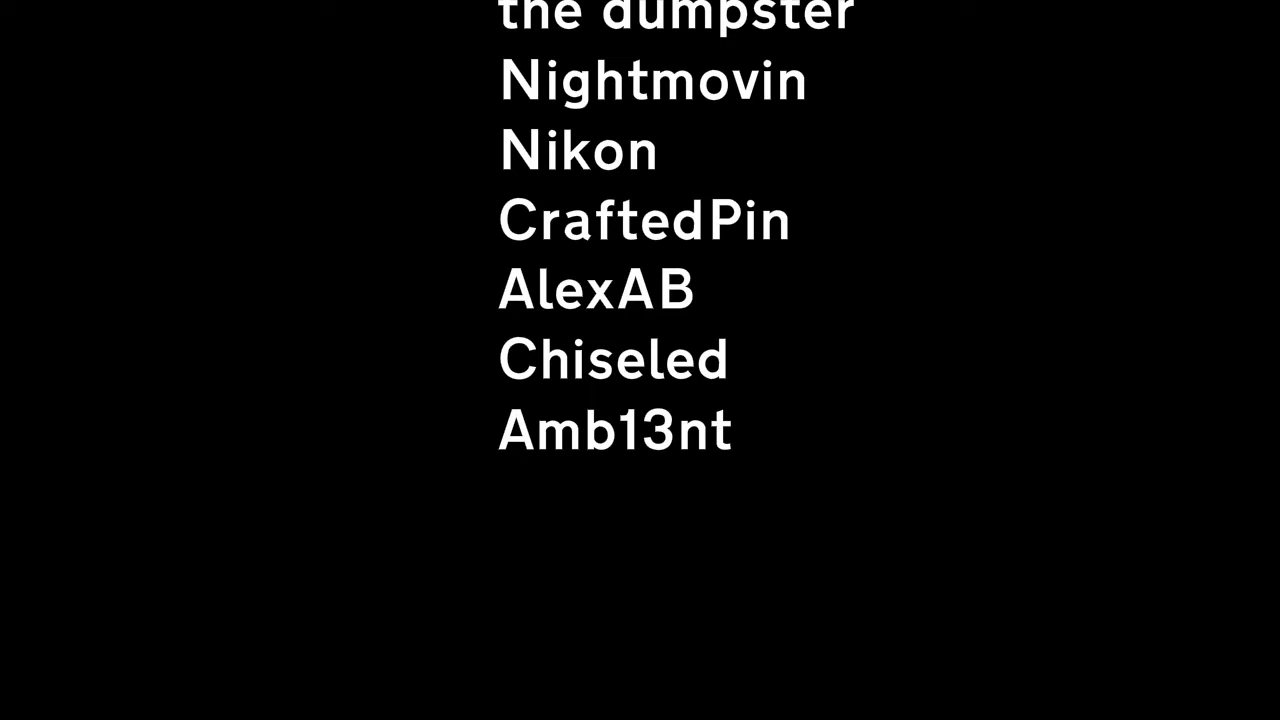 the dumpster
Nightmovin
Nikon
CraftedPin
AlexAB
Chiseled
Amb13nt